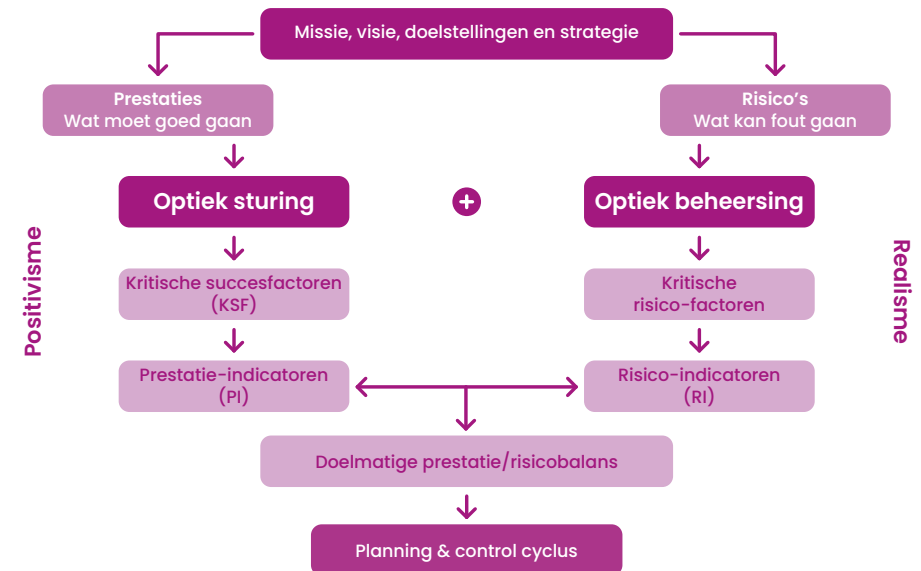 Missie, visie, doelstellingen en strategie
Prestaties
Wat moet goed gaan
Risico’s
Wat kan fout gaan
Optiek sturing
+
Optiek beheersing
Positivisme
Realisme
Kritische succesfactoren
(KSF)
Kritische
risico-factoren
Prestatie-indicatoren
(PI)
Risico-indicatoren
(RI)
Doelmatige prestatie/risicobalans
Planning & control cyclus